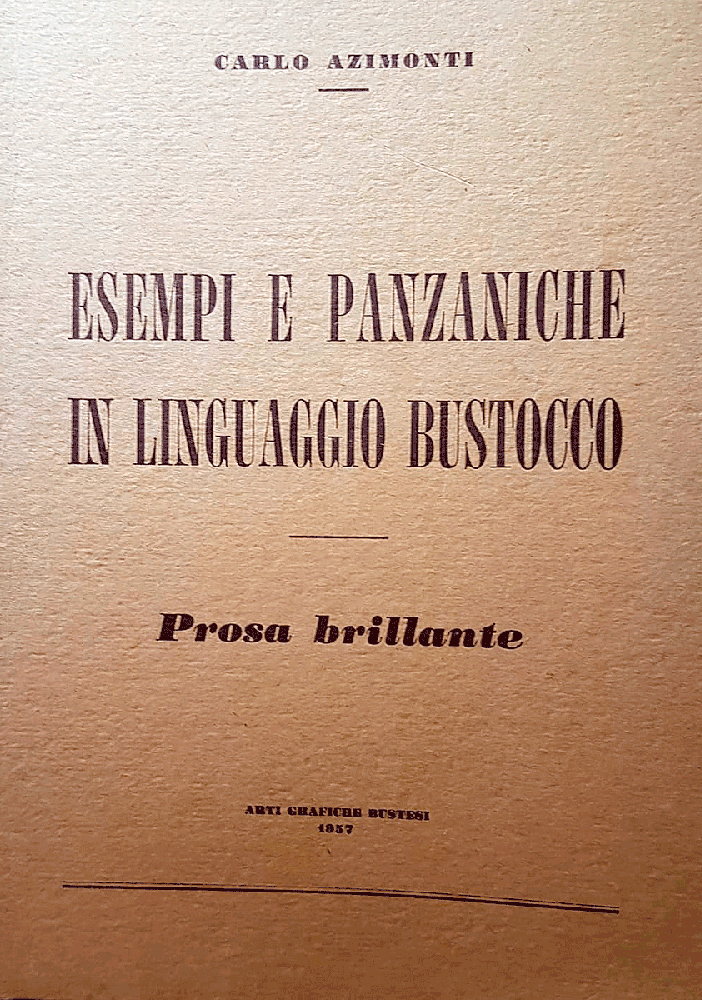 CARLO AZIMONTI
ESEMPI E PANZANICHE
IN LINGUAGGIO BUSTOCCO
Prosa brillante
ARTI GRAFICHE BUSTESI
1957